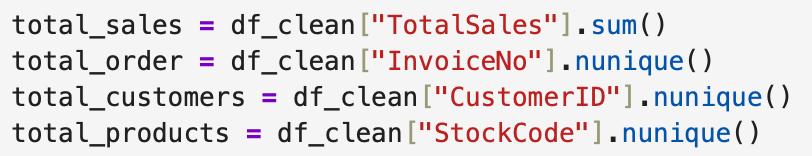 total_sales = df_clean["TotalSales"].sum()
total_order = df_clean["InvoiceNo"].nunique()
total_customers = df_clean["CustomerID"].nunique()
total_products = df_clean["StockCode"].nunique()